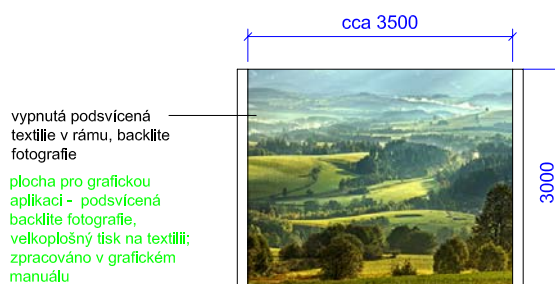 cca 3500
vypnutá podsvícená
textilie v rámu, backlite
fotografie
plocha pro grafickou
aplikaci - podsvícená
backlite fotografie,
velkoplošný tisk na textilii;
zpracováno v grafickém
manuálu
3000